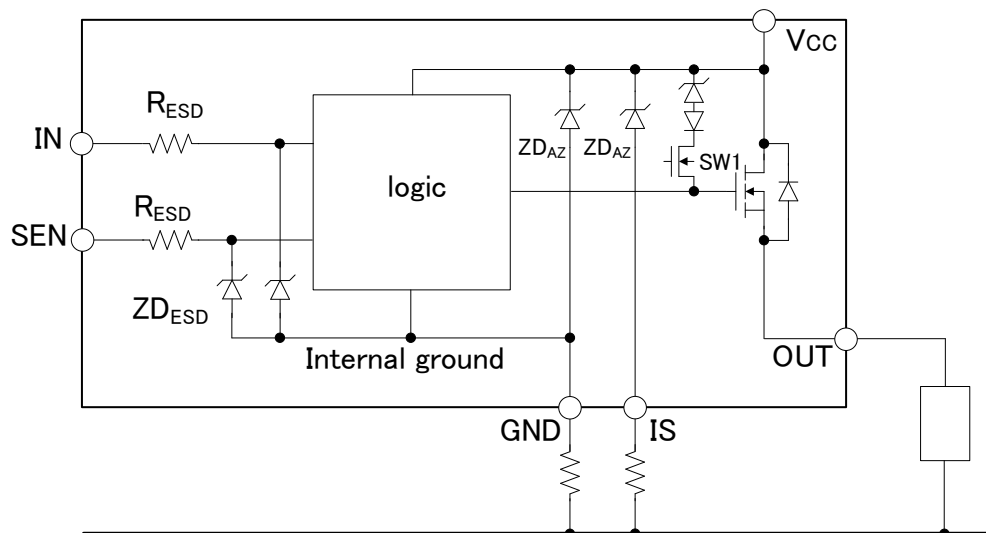 VCC
RESD
IN
ZDAZ
ZDAZ
SW1
logic
RESD
SEN
ZDESD
Internal ground
OUT
GND
IS